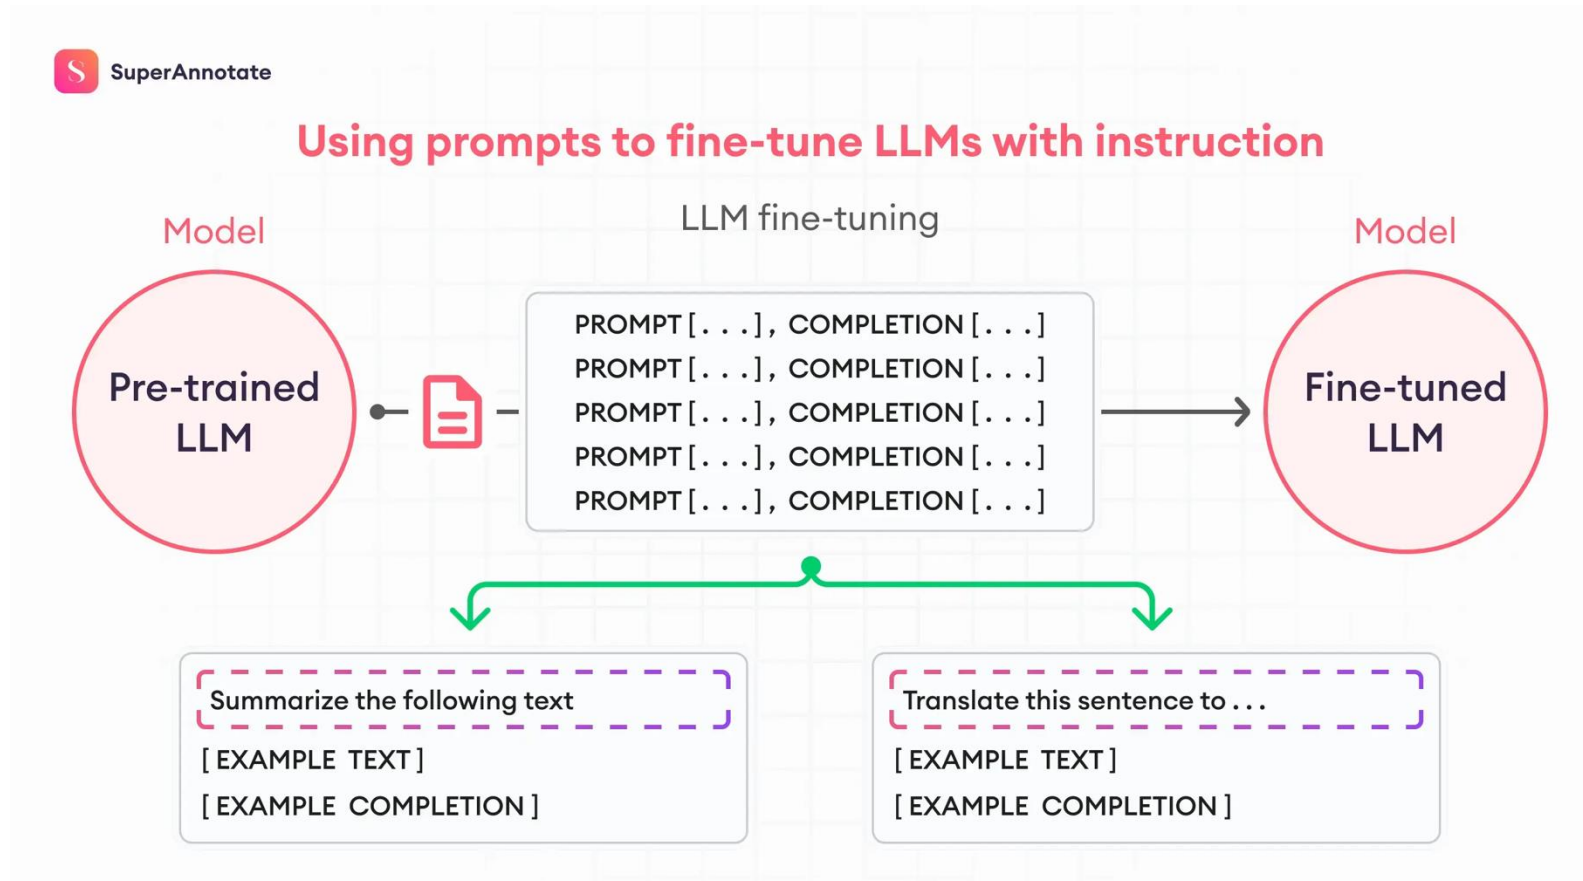 SuperAnnotate
Using prompts to fine-tune LLMs with instruction
LLM fine-tuning
Model
Pre-trained
LLM
PROMPT[...], COMPLETION[...]
PROMPT[...], COMPLETION[...]
PROMPT[...], COMPLETION[...]
PROMPT[...], COMPLETION[...]
PROMPT[...], COMPLETION[...]
Model
Fine-tuned
LLM
Summarize the following text
[EXAMPLE TEXT]
[EXAMPLE COMPLETION]
Translate this sentence to ...
[EXAMPLE TEXT]
[EXAMPLE COMPLETION]